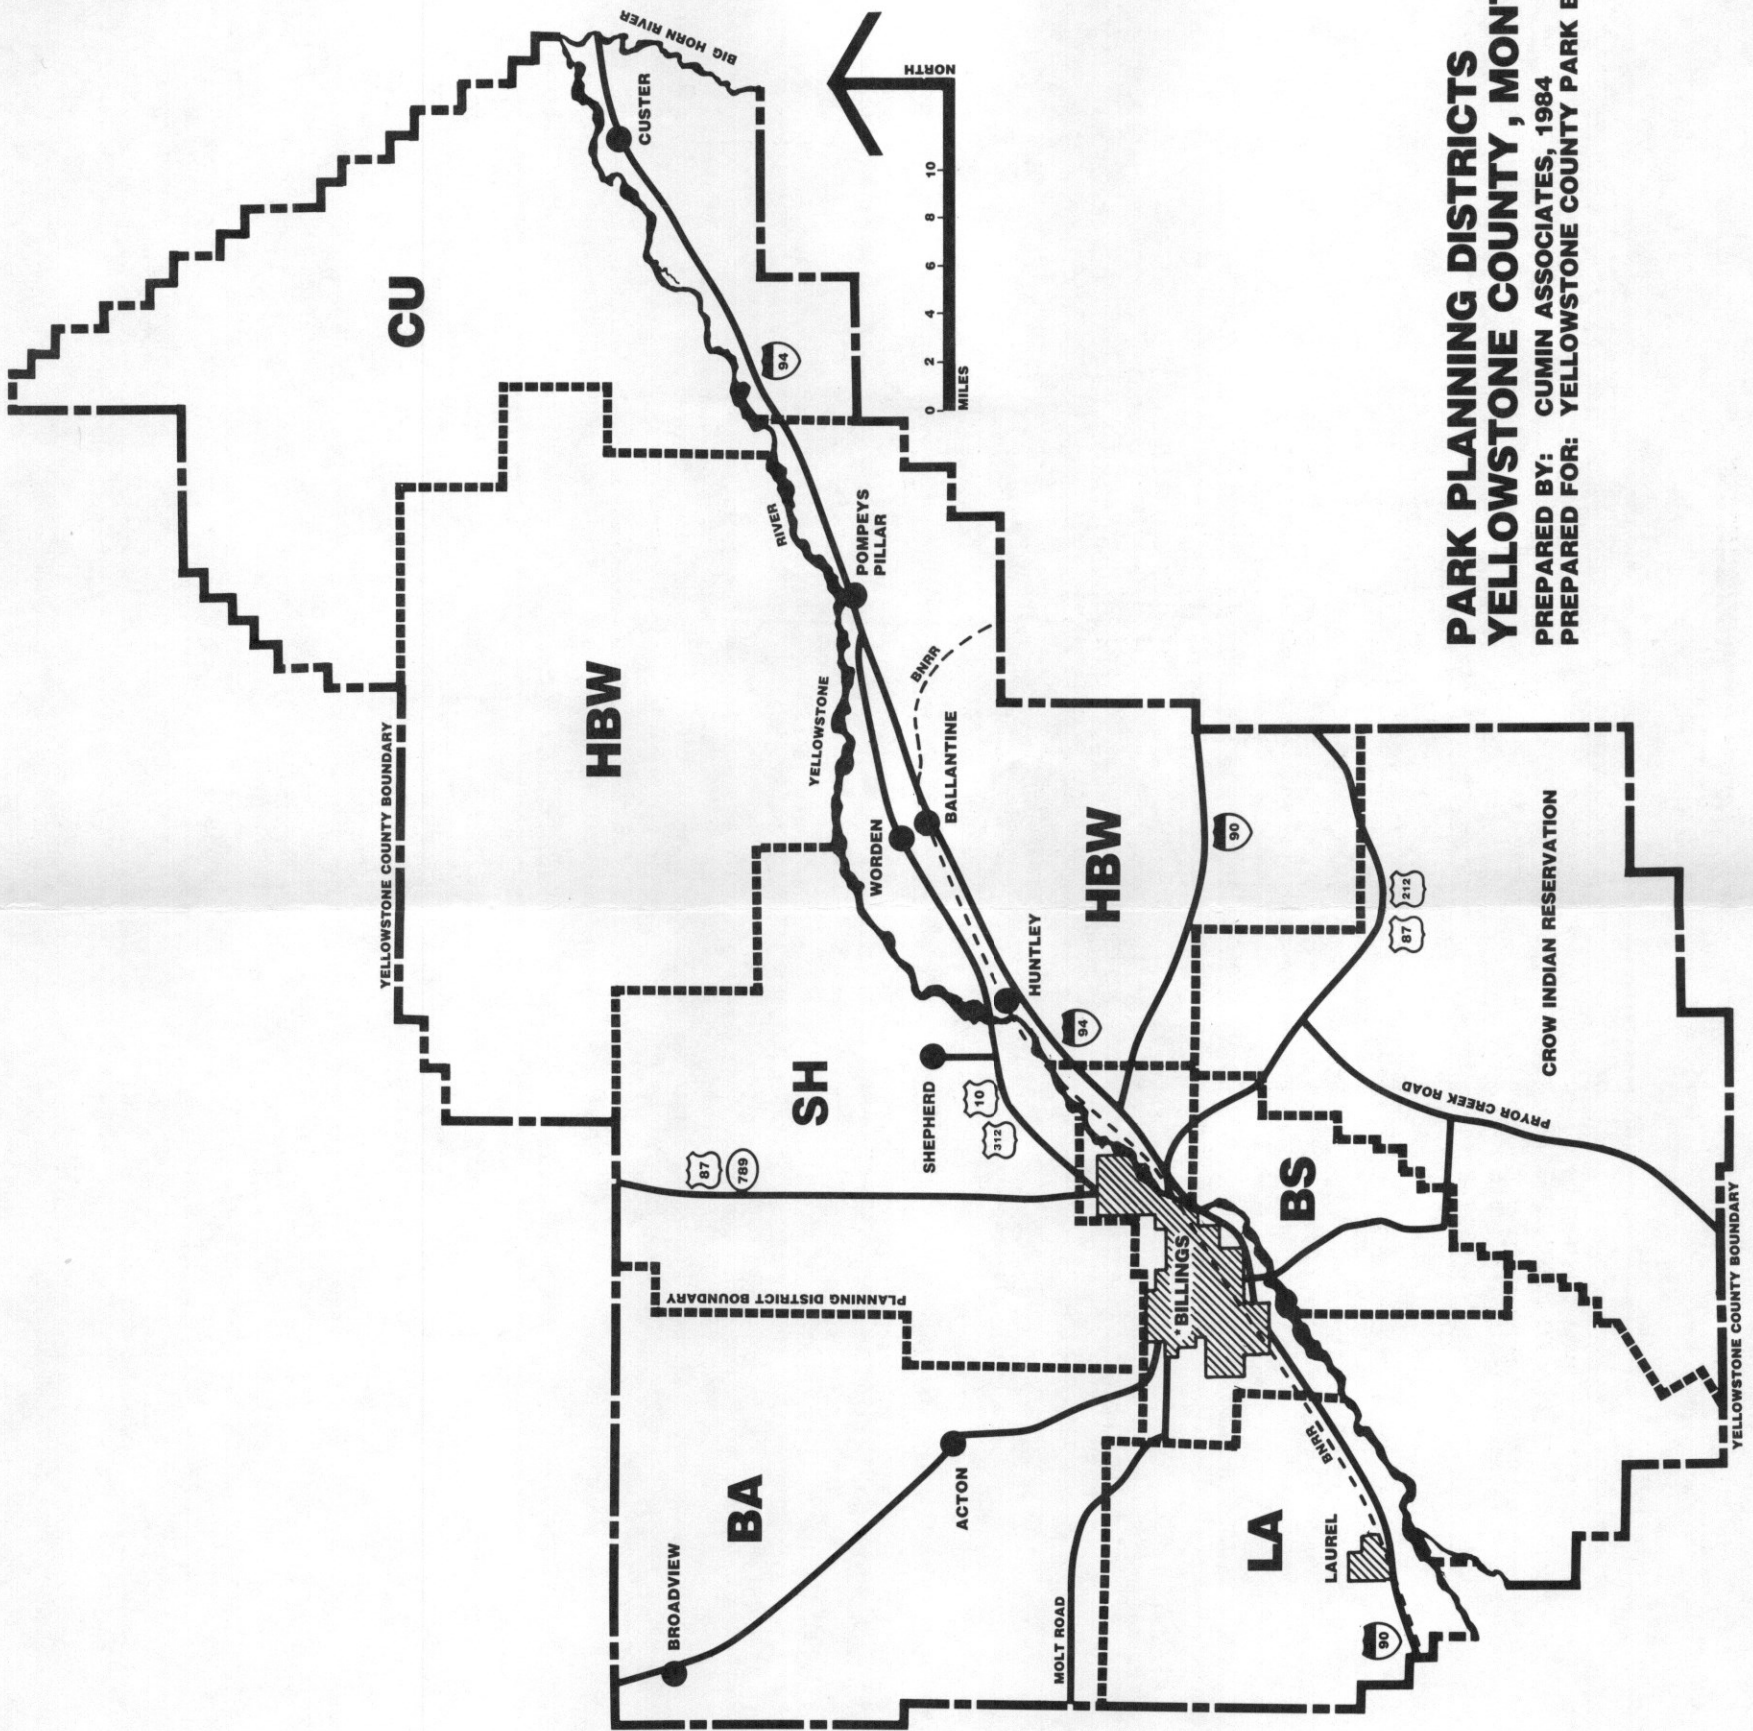 CU
BIG HORN RIVER
CUSTER
94
YELLOWSTONE COUNTY BOUNDARY
HBW
RIVER
POMPEYS
PILLAR
YELLOWSTONE
BNRR
WORDEN
BALLANTINE
HBW
HUNTLEY
94
90
SH
SHEPHERD
10
312
87
789
PLANNING DISTRICT BOUNDARY
87
212
CROW INDIAN RESERVATION
PRYOR CREEK ROAD
BS
* BILLINGS
BA
BROADVIEW
ACTON
MOLT ROAD
LA
LAUREL
BNRR
90
YELLOWSTONE COUNTY BOUNDARY
NORTH
0 2 4 6 8 10
MILES
PARK PLANNING DISTRICTS
YELLOWSTONE COUNTY , MON
PREPARED BY: CUMIN ASSOCIATES, 1984
PREPARED FOR: YELLOWSTONE COUNTY PARK